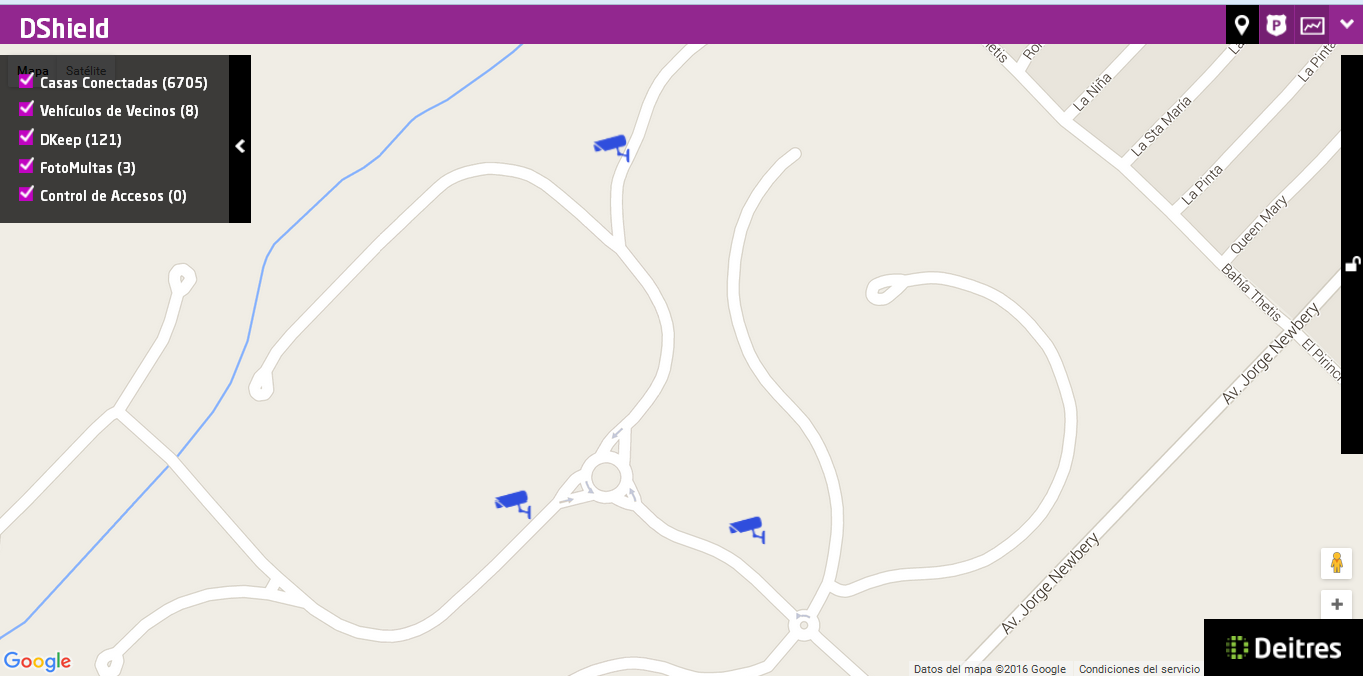 DShield
P
Mapa
Satélite
Casas Conectadas (6705)
Vehículos de Vecinos (8)
DKeep (121)
FotoMultas (3)
Control de Accesos (0)
Thetis
La Niña
La Sta María
La Pinta
La Pinta
Queen Mary
Bahía Thetis
El Pirinc
Av. Jorge Newbery
Av. Jorge Newbery
Google
Datos del mapa ©2016 Google
Condiciones del servicio
Deitres